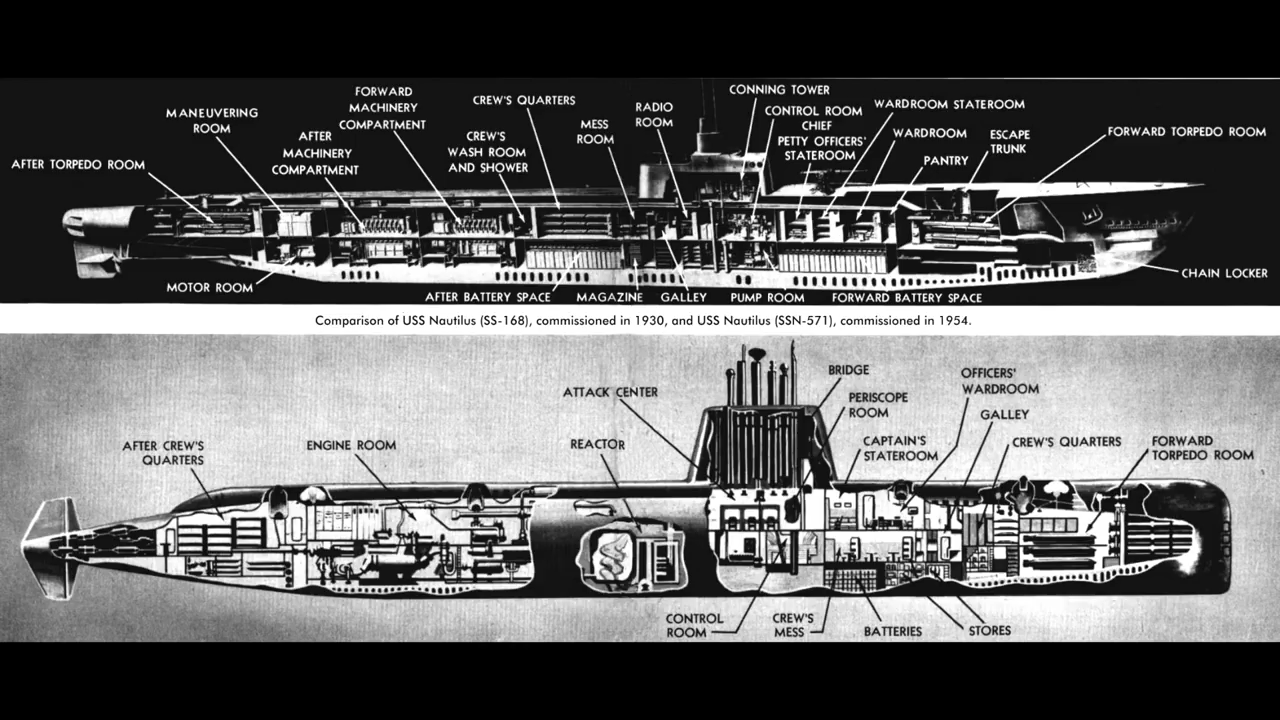 MANEUVERING
ROOM
FORWARD
MACHINERY
COMPARTMENT
CREW'S QUARTERS
RADIO
ROOM
CONNING TOWER
CONTROL ROOM
WARDROOM STATEROOM
AFTER TORPEDO ROOM
AFTER
MACHINERY
COMPARTMENT
CREW'S
WASH ROOM
AND SHOWER
MESS
ROOM
CHIEF
PETTY OFFICERS'
STATEROOM
WARDROOM
PANTRY
ESCAPE
TRUNK
FORWARD TORPEDO ROOM
MOTOR ROOM
AFTER BATTERY SPACE
MAGAZINE
GALLEY
PUMP ROOM
FORWARD BATTERY SPACE
CHAIN LOCKER
Comparison of USS Nautilus (SS-168), commissioned in 1930, and USS Nautilus (SSN-571), commissioned in 1954.
AFTER CREW'S
QUARTERS
ENGINE ROOM
REACTOR
ATTACK CENTER
BRIDGE
PERISCOPE
ROOM
CAPTAIN'S
STATEROOM
OFFICERS'
WARDROOM
GALLEY
CREW'S QUARTERS
FORWARD
TORPEDO ROOM
CONTROL
ROOM
CREW'S
MESS
BATTERIES
STORES